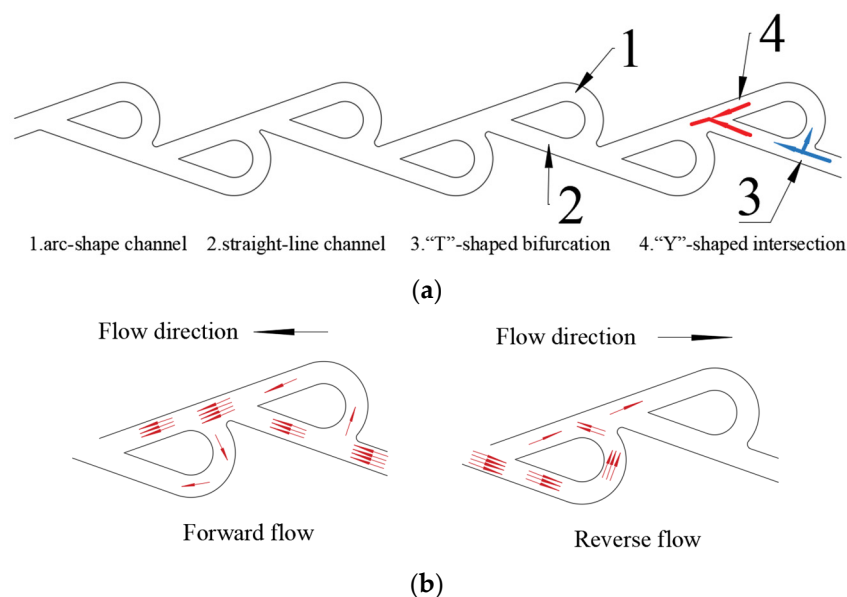 1
4
2
3
1.arc-shape channel 2.straight-line channel 3.“T”-shaped bifurcation 4.“Y”-shaped intersection
(a)
Flow direction Flow direction
Forward flow Reverse flow
(b)